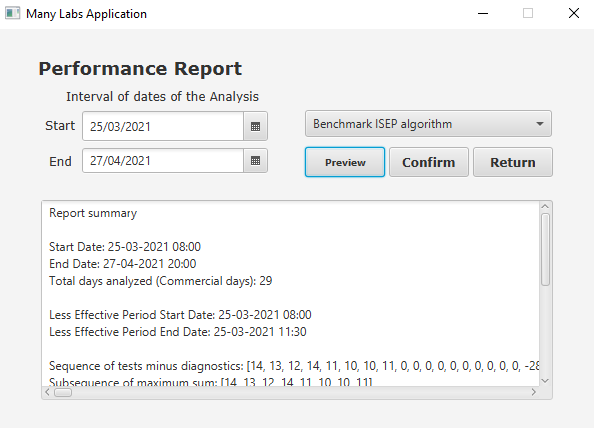 Many Labs Application
Performance Report
Interval of dates of the Analysis
Start 25/03/2021 Benchmark ISEP algorithm
End 27/04/2021 Preview Confirm Return
Report summary
Start Date: 25-03-2021 08:00
End Date: 27-04-2021 20:00
Total days analyzed (Commercial days): 29
Less Effective Period Start Date: 25-03-2021 08:00
Less Effective Period End Date: 25-03-2021 11:30
Sequence of tests minus diagnostics: [14, 13, 12, 14, 11, 10, 10, 11, 0, 0, 0, 0, 0, 0, 0, 0, 0, 0, -28
Subsequence of maximum sum: [14, 13, 12, 14, 11, 10, 10, 11]